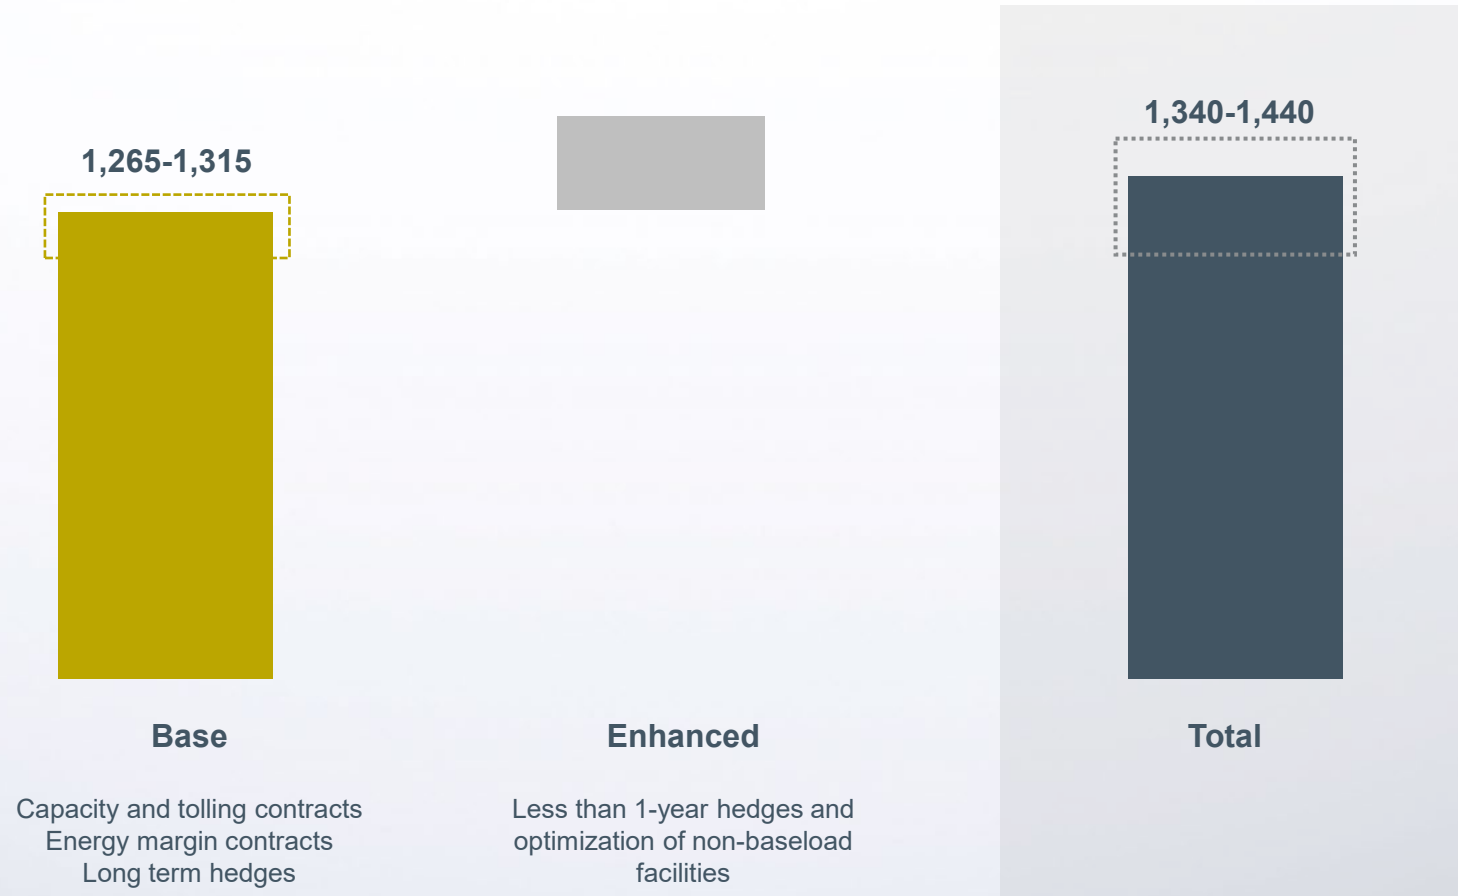 1,265-1,315
1,340-1,440
Base
Enhanced
Total
Capacity and tolling contracts
Energy margin contracts
Long term hedges
Less than 1-year hedges and
optimization of non-baseload
facilities